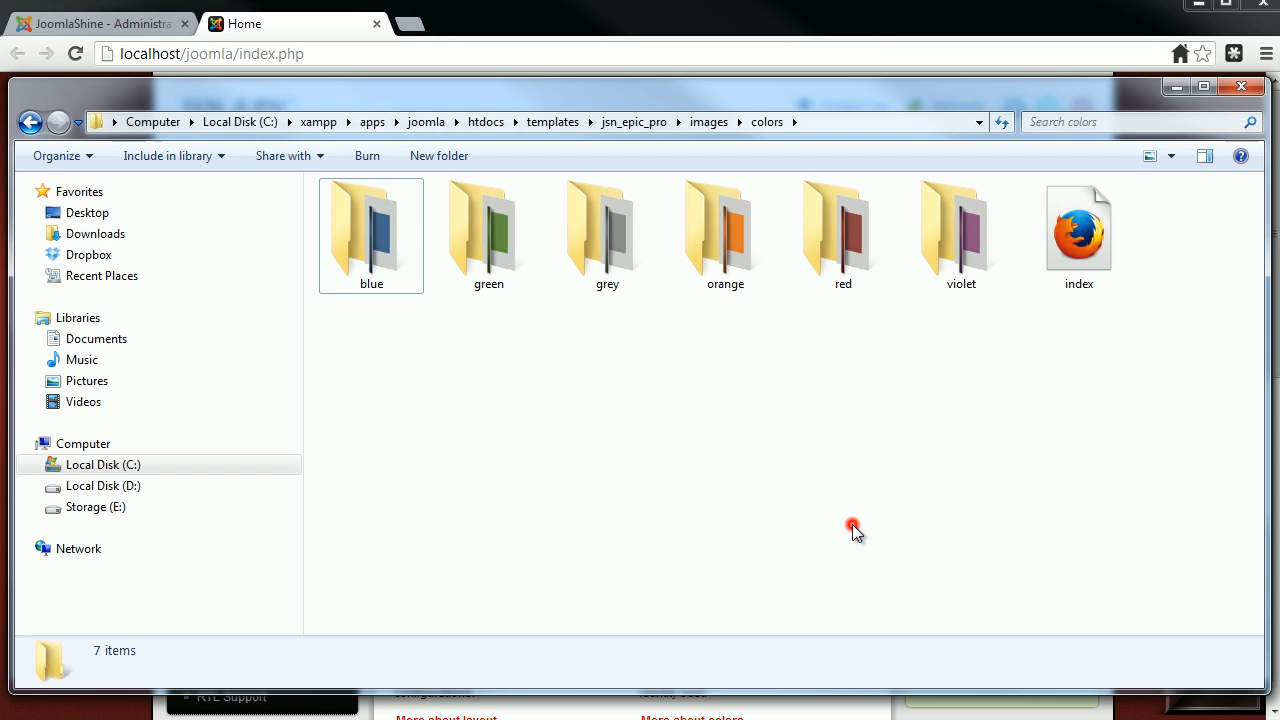 JoomlaShine - Administra
Home
localhost/joomla/index.php
Computer Local Disk (C:) xampp apps joomla htdocs templates jsn_epic_pro images colors
Search colors
Organize Include in library Share with Burn New folder
Favorites
Desktop
Downloads
Dropbox
Recent Places
Libraries
Documents
Music
Pictures
Videos
Computer
Local Disk (C:)
Local Disk (D:)
Storage (E:)
Network
blue green grey orange red violet index
7 items
RTL Support
More about layout More about colors